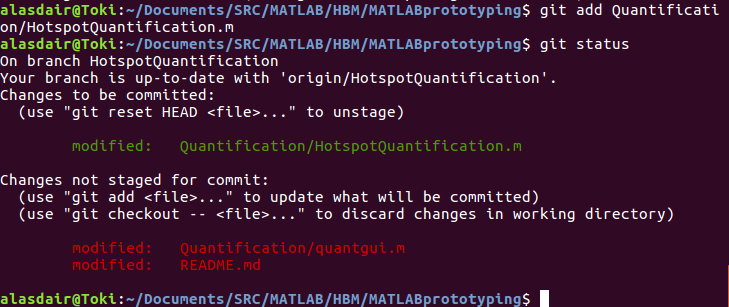 alasdair@Toki:~/Documents/SRC/MATLAB/HBM/MATLABprototyping$ git add Quantificati
on/HotspotQuantification.m
alasdair@Toki:~/Documents/SRC/MATLAB/HBM/MATLABprototyping$ git status
On branch HotspotQuantification
Your branch is up-to-date with 'origin/HotspotQuantification'.
Changes to be committed:
  (use "git reset HEAD <file>..." to unstage)

        modified:   Quantification/HotspotQuantification.m

Changes not staged for commit:
  (use "git add <file>..." to update what will be committed)
  (use "git checkout -- <file>..." to discard changes in working directory)

        modified:   Quantification/quantgui.m
        modified:   README.md

alasdair@Toki:~/Documents/SRC/MATLAB/HBM/MATLABprototyping$